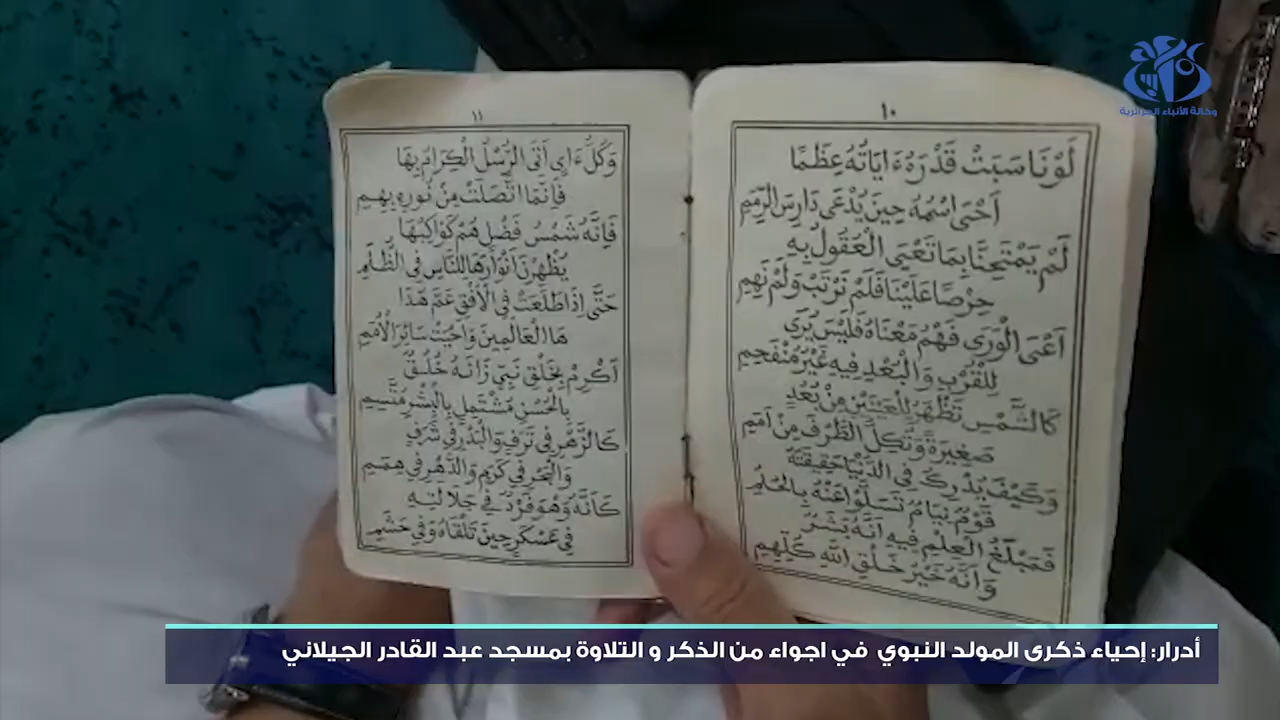 وكالة الأنباء الجزائرية
١٠
لَوْنَاسَبَتْ قَدْرَهُ ءَايَاتُهُ عِظَمًا
أَحْيَى اسْمُهُ حِينَ يُدْعَى دَارِسَ الرِّمَمِ
لَمْ يَمْتَحِنَّا بِمَا تَعْيَى الْعُقُولُ بِهِ
حِرْصًا عَلَيْنَا فَلَمْ نَرْتَبْ وَلَمْ نَهِمِ
أَعْيَى الْوَرَى فَهْمُ مَعْنَاهُ فَلَيْسَ يُرَى
لِلْقُرْبِ وَالْبُعْدِ فِيهِ غَيْرُ مُنْفَحِمِ
كَالشَّمْسِ تَظْهَرُ لِلْعَيْنَيْنِ مِنْ بُعُدٍ
صَغِيرَةً وَتُكِلُّ الطَّرْفَ مِنْ أَمَمِ
وَكَيْفَ يُدْرِكُ فِي الدُّنْيَا حَقِيقَتَهُ
قَوْمٌ نِيَامٌ تَسَلَّوْا عَنْهُ بِالْحُلُمِ
فَمَبْلَغُ الْعِلْمِ فِيهِ أَنَّهُ بَشَرٌ
وَأَنَّهُ خَيْرُ خَلْقِ اللَّهِ كُلِّهِمِ
١١
وَكُلُّ ءَايٍ أَتَى الرُّسْلُ الْكِرَامُ بِهَا
فَإِنَّمَا اتَّصَلَتْ مِنْ نُورِهِ بِهِمِ
فَإِنَّهُ شَمْسُ فَضْلٍ هُمْ كَوَاكِبُهَا
يُظْهِرْنَ أَنْوَارَهَا لِلنَّاسِ فِي الظُّلَمِ
حَتَّى إِذَا طَلَعَتْ فِي الْأُفْقِ عَمَّ هُدَا
هَا الْعَالَمِينَ وَأَحْيَتْ سَائِرَ الْأُمَمِ
أَكْرِمْ بِخَلْقِ نَبِيٍّ زَانَهُ خُلُقٌ
بِالْحُسْنِ مُشْتَمِلٍ بِالْبِشْرِ مُتَّسِمِ
كَالزَّهْرِ فِي تَرَفٍ وَالْبَدْرِ فِي شَرَفٍ
وَالْبَحْرِ فِي كَرَمٍ وَالدَّهْرِ فِي هِمَمِ
كَأَنَّهُ وَهُوَ فَرْدٌ فِي جَلَالَتِهِ
فِي عَسْكَرٍ حِينَ تَلْقَاهُ وَفِي حَشَمِ
أدرار: إحياء ذكرى المولد النبوي في اجواء من الذكر و التلاوة بمسجد عبد القادر الجيلاني